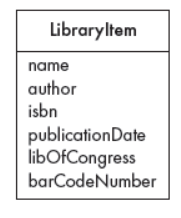 LibraryItem
name
author
isbn
publicationDate
libOfCongress
barCodeNumber